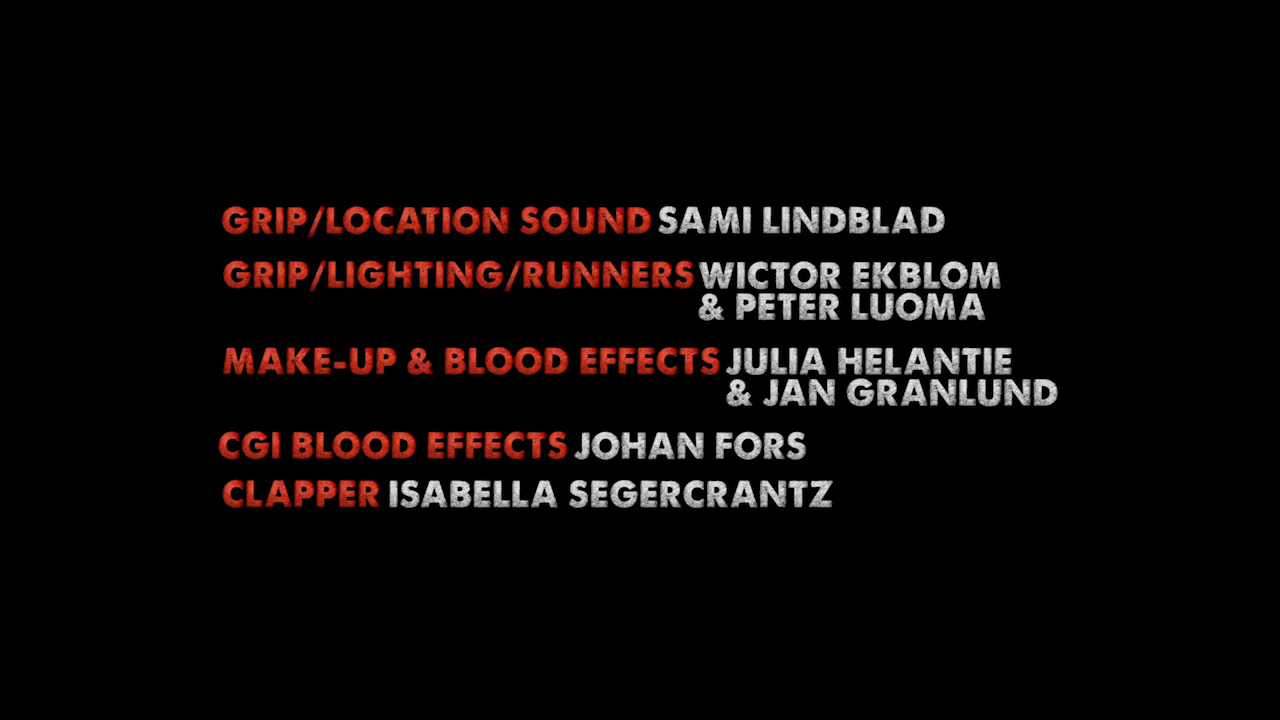 GRIP/LOCATION SOUND SAMI LINDBLAD
GRIP/LIGHTING/RUNNERS WICTOR EKBLOM
& PETER LUOMA
MAKE-UP & BLOOD EFFECTS JULIA HELANTIE
& JAN GRANLUND
CGI BLOOD EFFECTS JOHAN FORS
CLAPPER ISABELLA SEGERCRANTZ